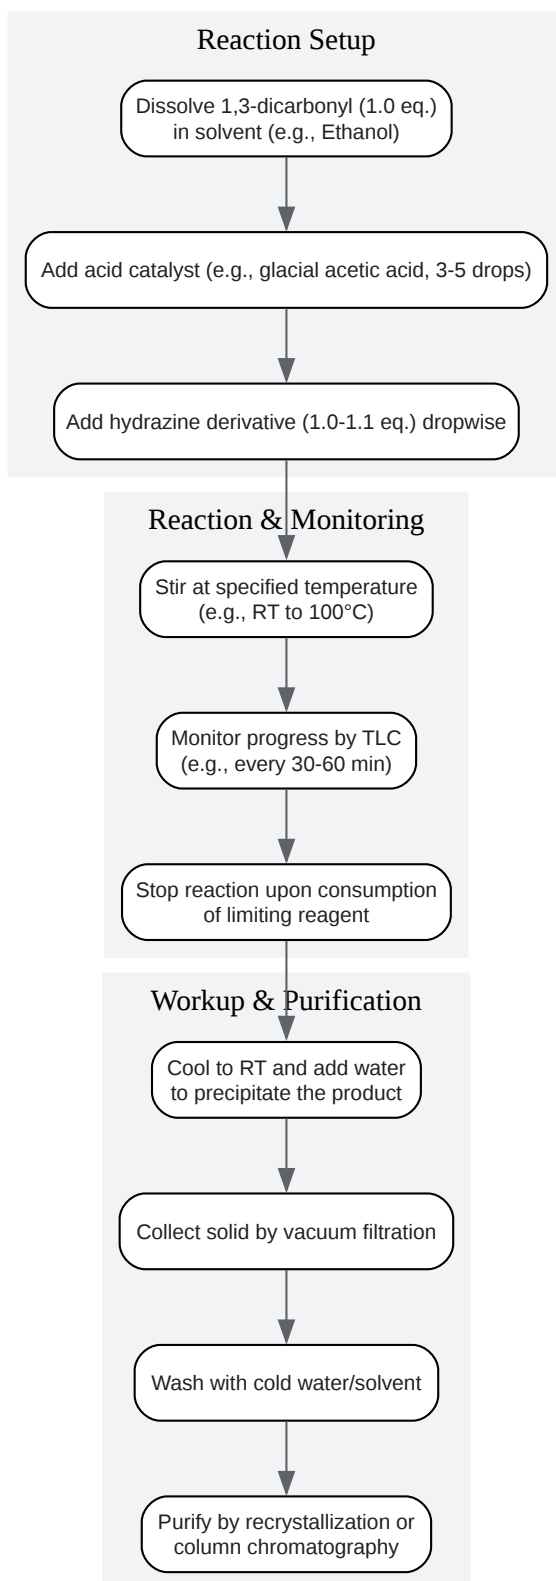 Reaction Setup
Dissolve 1,3-dicarbonyl (1.0 eq.)
in solvent (e.g., Ethanol)
Add acid catalyst (e.g., glacial acetic acid, 3-5 drops)
Add hydrazine derivative (1.0-1.1 eq.) dropwise
Reaction & Monitoring
Stir at specified temperature
(e.g., RT to 100°C)
Monitor progress by TLC
(e.g., every 30-60 min)
Stop reaction upon consumption
of limiting reagent
Workup & Purification
Cool to RT and add water
to precipitate the product
Collect solid by vacuum filtration
Wash with cold water/solvent
Purify by recrystallization or
column chromatography